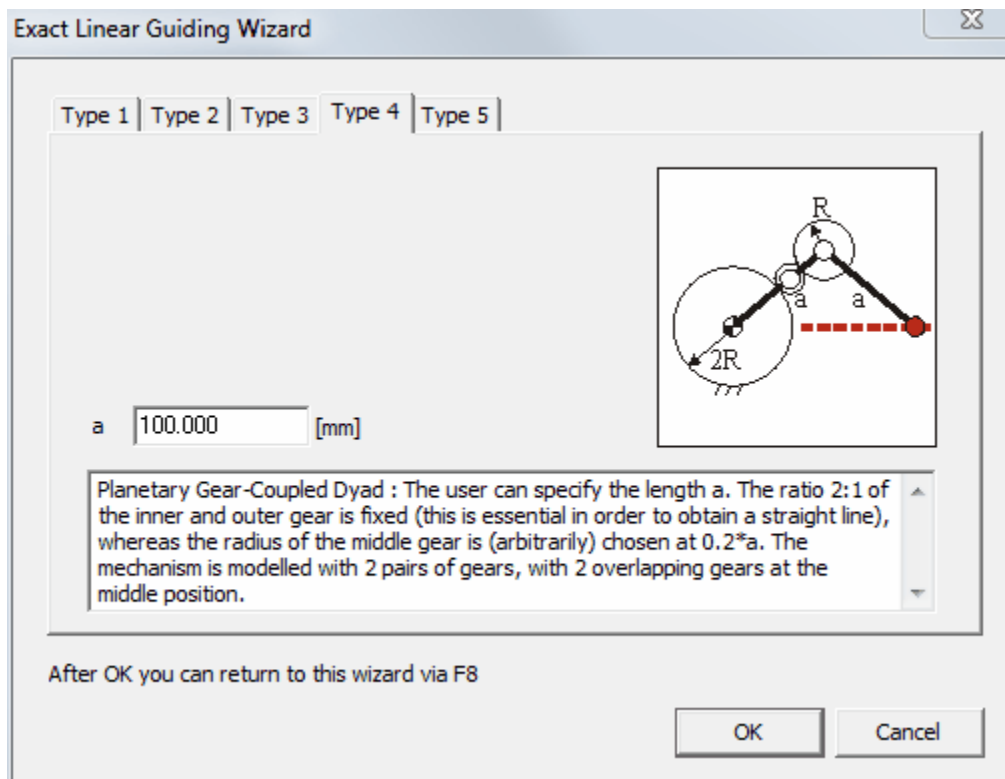 Exact Linear Guiding Wizard
Type 1 Type 2 Type 3 Type 4 Type 5
R
a a
2R
a 100.000 [mm]
Planetary Gear-Coupled Dyad : The user can specify the length a. The ratio 2:1 of
the inner and outer gear is fixed (this is essential in order to obtain a straight line),
whereas the radius of the middle gear is (arbitrarily) chosen at 0.2*a. The
mechanism is modelled with 2 pairs of gears, with 2 overlapping gears at the
middle position.
After OK you can return to this wizard via F8
OK Cancel